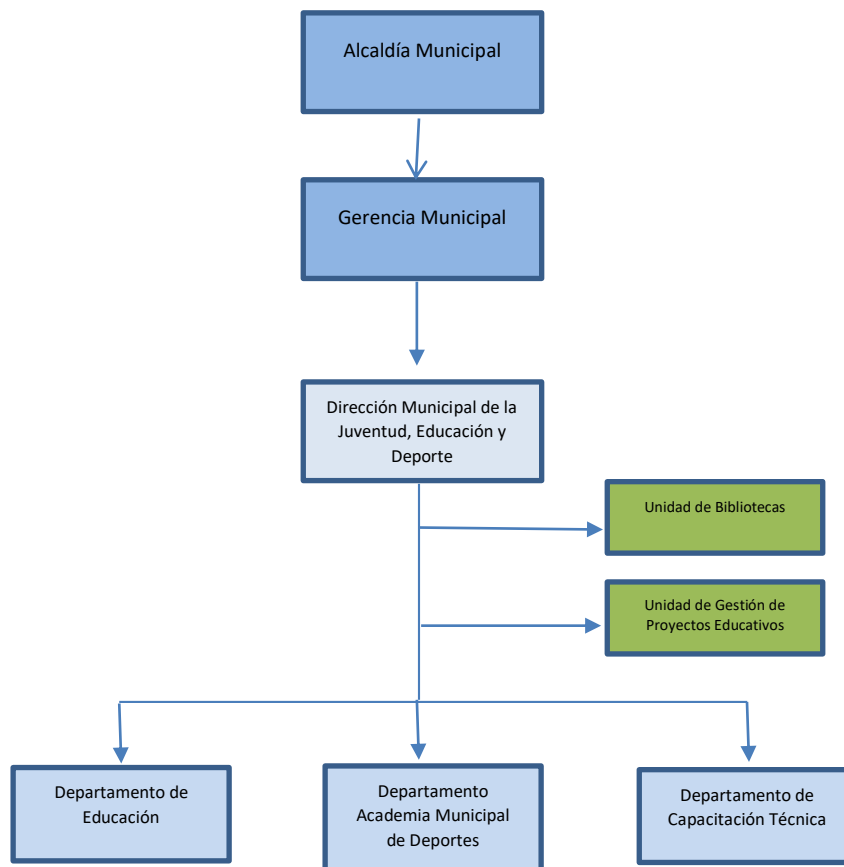 Alcaldía Municipal
Gerencia Municipal
Dirección Municipal de la
Juventud, Educación y
Deporte
Unidad de Bibliotecas
Unidad de Gestión de
Proyectos Educativos
Departamento de
Educación
Departamento
Academia Municipal
de Deportes
Departamento de
Capacitación Técnica